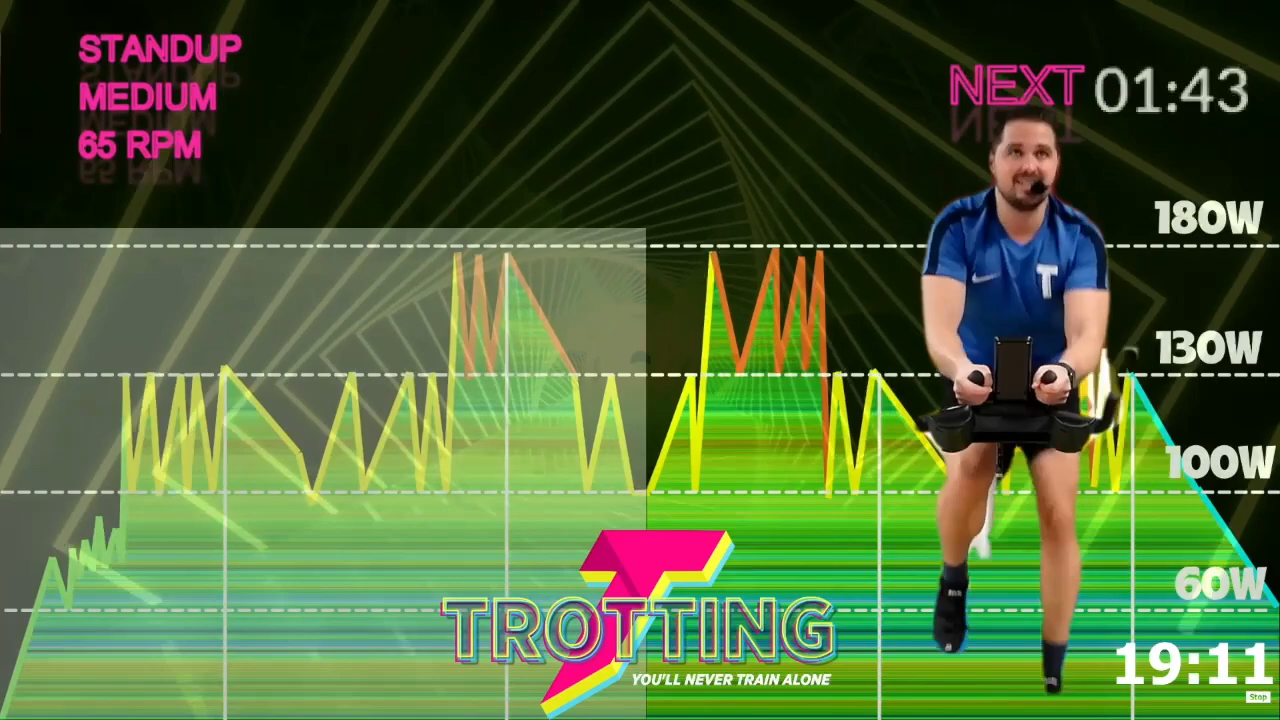 STANDUP
MEDIUM
65 RPM
NEXT 01:43
180W
130W
100W
60W
TROTTING
YOU'LL NEVER TRAIN ALONE
T
19:11
Stop